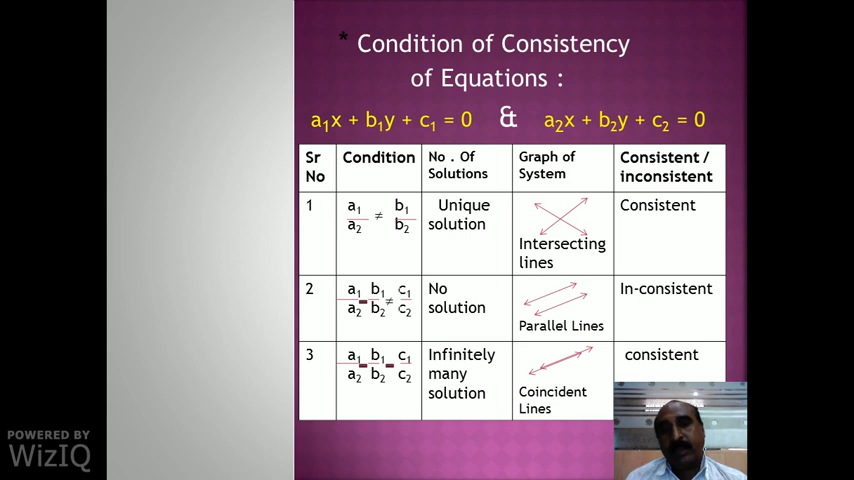 * Condition of Consistency
of Equations :
a₁x + b₁y + c₁ = 0 & a₂x + b₂y + c₂ = 0
Sr No
Condition
No . Of Solutions
Graph of System
Consistent / inconsistent
1
a₁ b₁
≠
a₂ b₂
Unique
solution
Intersecting
lines
Consistent
2
a₁ b₁ c₁
= ≠
a₂ b₂ c₂
No
solution
Parallel Lines
In-consistent
3
a₁ b₁ c₁
= =
a₂ b₂ c₂
Infinitely
many
solution
Coincident
Lines
consistent
POWERED BY
WizIQ